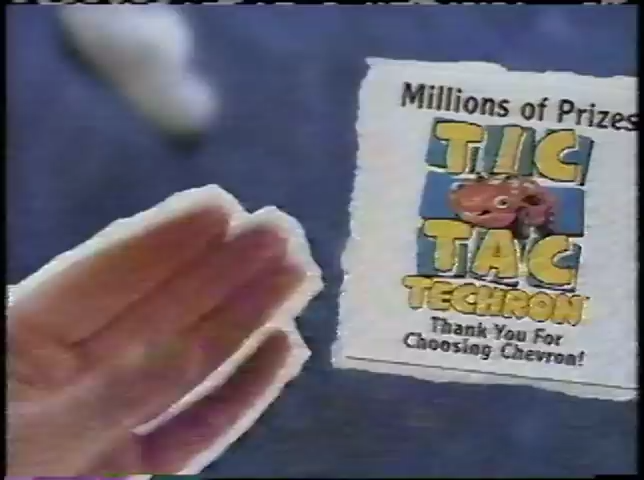 Millions of Prizes
TIC
TAC
TECHRON
Thank You For
Choosing Chevron!